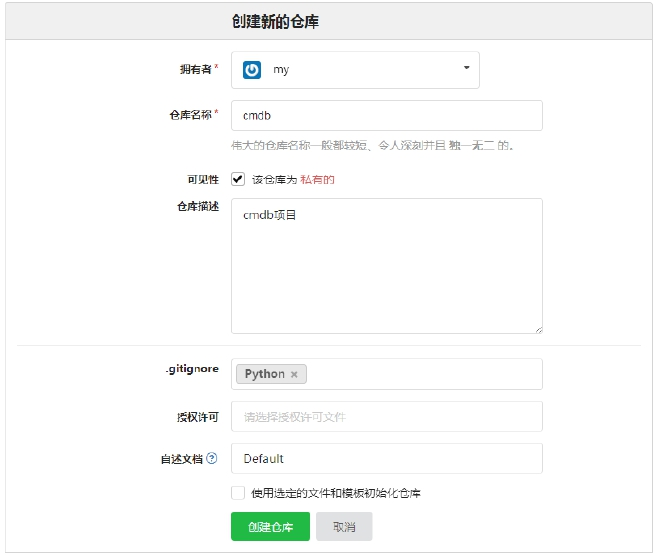 创建新的仓库
拥有者* my
仓库名称* cmdb
伟大的仓库名称一般都较短、令人深刻并且 独一无二 的。
可见性 该仓库为 私有的
仓库描述 cmdb项目
.gitignore Python ×
授权许可 请选择授权许可文件
自述文档 ? Default
使用选定的文件和模板初始化仓库
创建仓库 取消